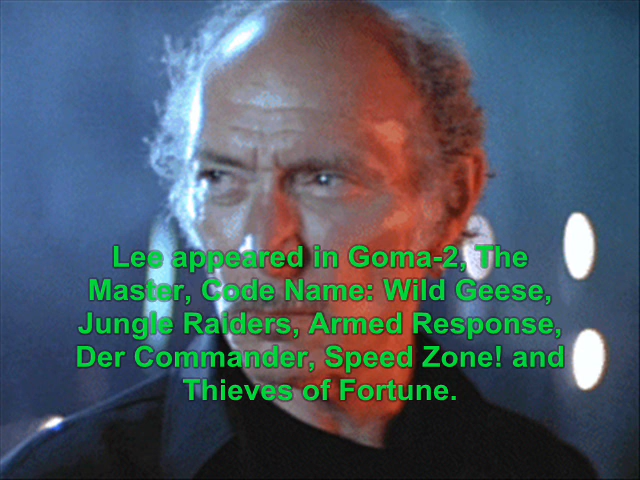 Lee appeared in Goma-2, The
Master, Code Name: Wild Geese,
Jungle Raiders, Armed Response,
Der Commander, Speed Zone! and
Thieves of Fortune.